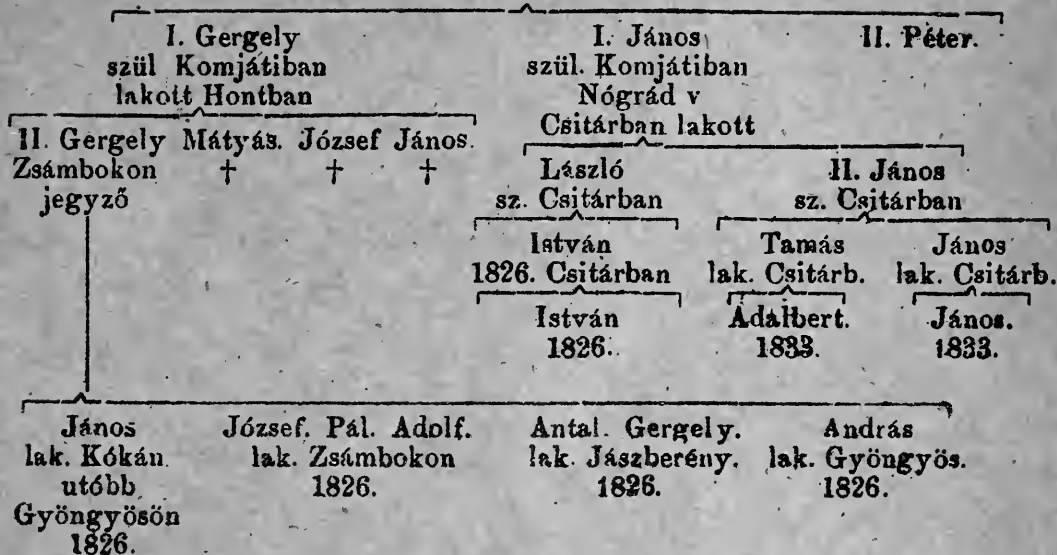 I. Gergely I. János II. Péter.
szül Komjátiban szül. Komjátiban
lakott Hontban Nógrád v
Csitárban lakott
II. Gergely Mátyás. József János.
Zsámbokon † † † László II. János
jegyző sz. Csitárban sz. Csitárban
István Tamás János
1826. Csitárban lak. Csitárb. lak. Csitárb.
István Adalbert. János.
1826. 1833. 1833.
János József. Pál. Adolf. Antal. Gergely. András
lak. Kókán. lak. Zsámbokon lak. Jászberény. lak. Gyöngyös.
utóbb 1826. 1826. 1826.
Gyöngyösön
1826.